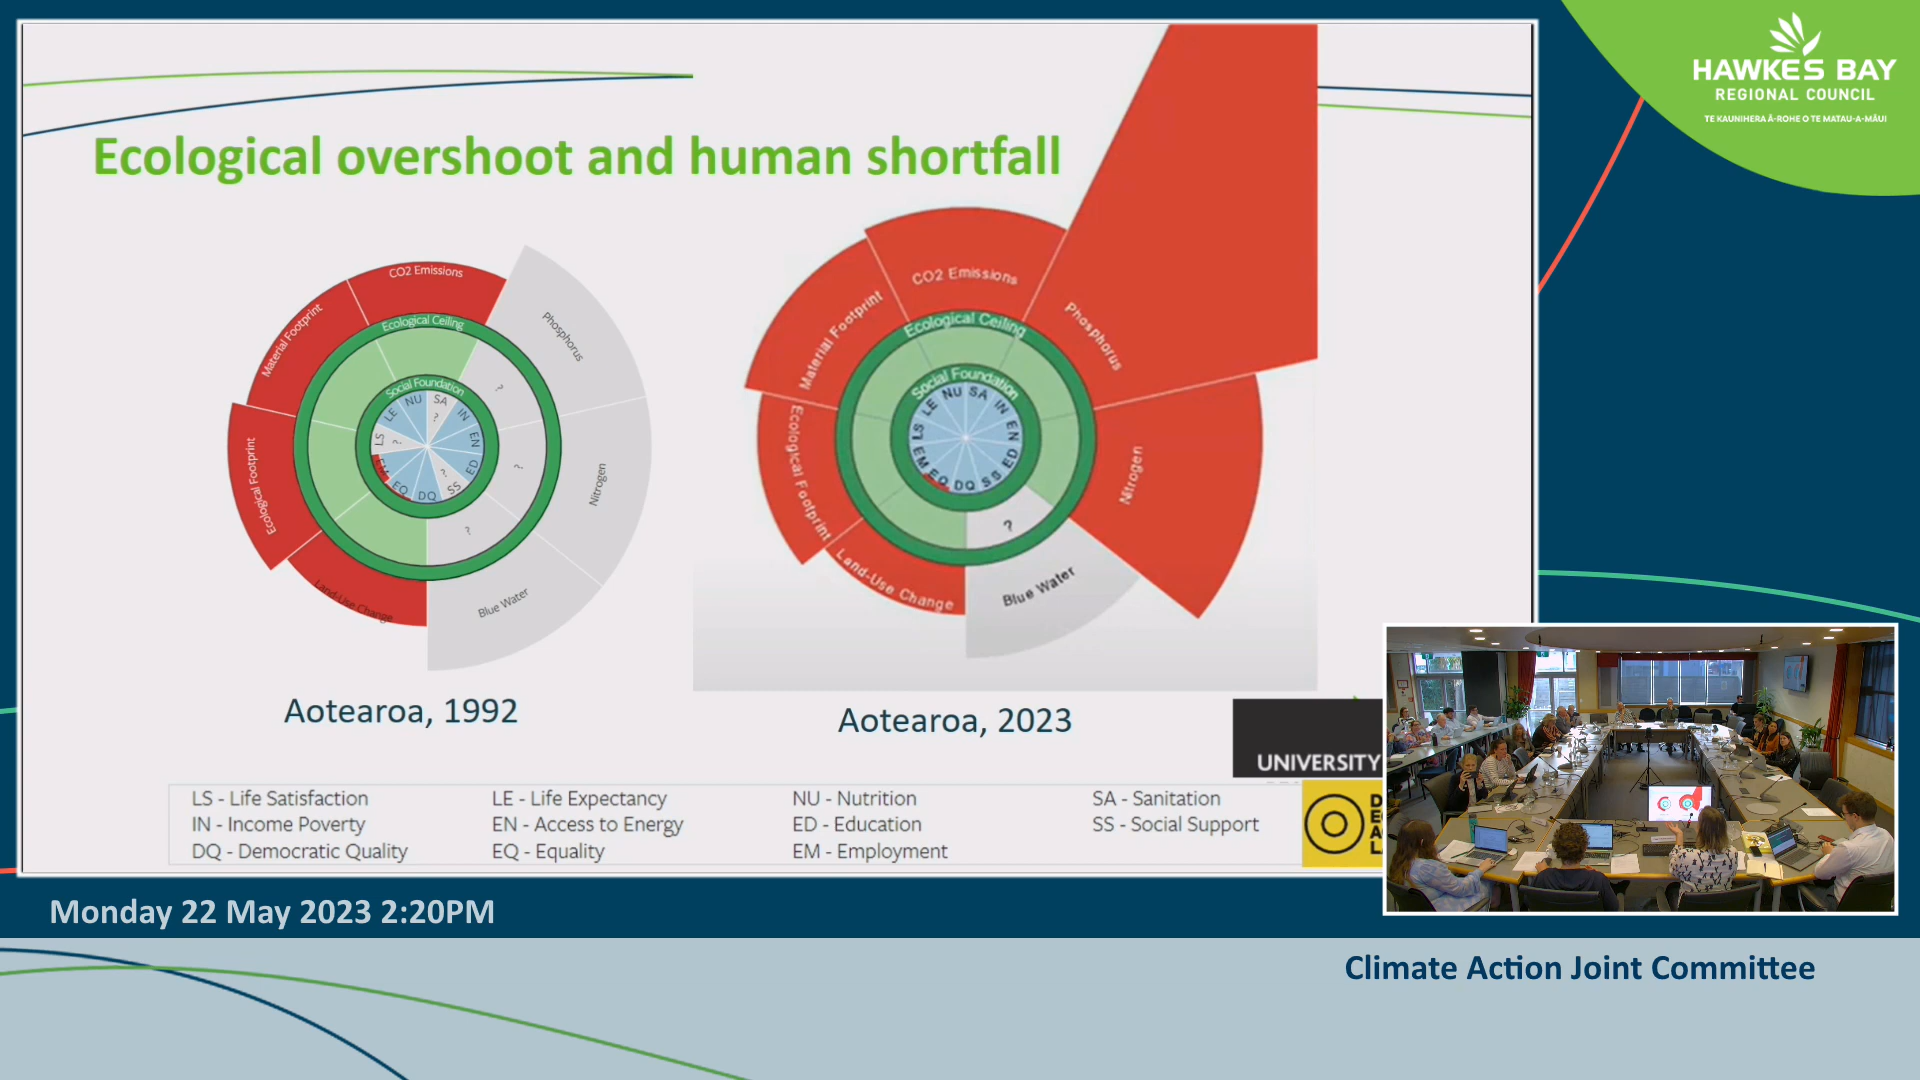 HAWKE'S BAY
REGIONAL COUNCIL
TE KAUNIHERA Ā-ROHE O TE MATAU-A-MĀUI
Ecological overshoot and human shortfall
CO2 Emissions
Material Footprint
Phosphorus
Ecological Ceiling
?
Social Foundation
LE
NU
SA
?
IN
LS
?
EN
EM
?
ED
EQ
DQ
SS
?
Ecological Footprint
Nitrogen
?
Land-Use Change
Blue Water
Aotearoa, 1992
CO2 Emissions
Material Footprint
Phosphorus
Ecological Ceiling
Social Foundation
LE
NU
SA
IN
LS
EN
EM
ED
EQ
DQ
SS
Ecological Footprint
Nitrogen
?
Land-Use Change
Blue Water
Aotearoa, 2023
UNIVERSITY
LS - Life Satisfaction
LE - Life Expectancy
NU - Nutrition
SA - Sanitation
IN - Income Poverty
EN - Access to Energy
ED - Education
SS - Social Support
DQ - Democratic Quality
EQ - Equality
EM - Employment
Monday 22 May 2023 2:20PM
Climate Action Joint Committee